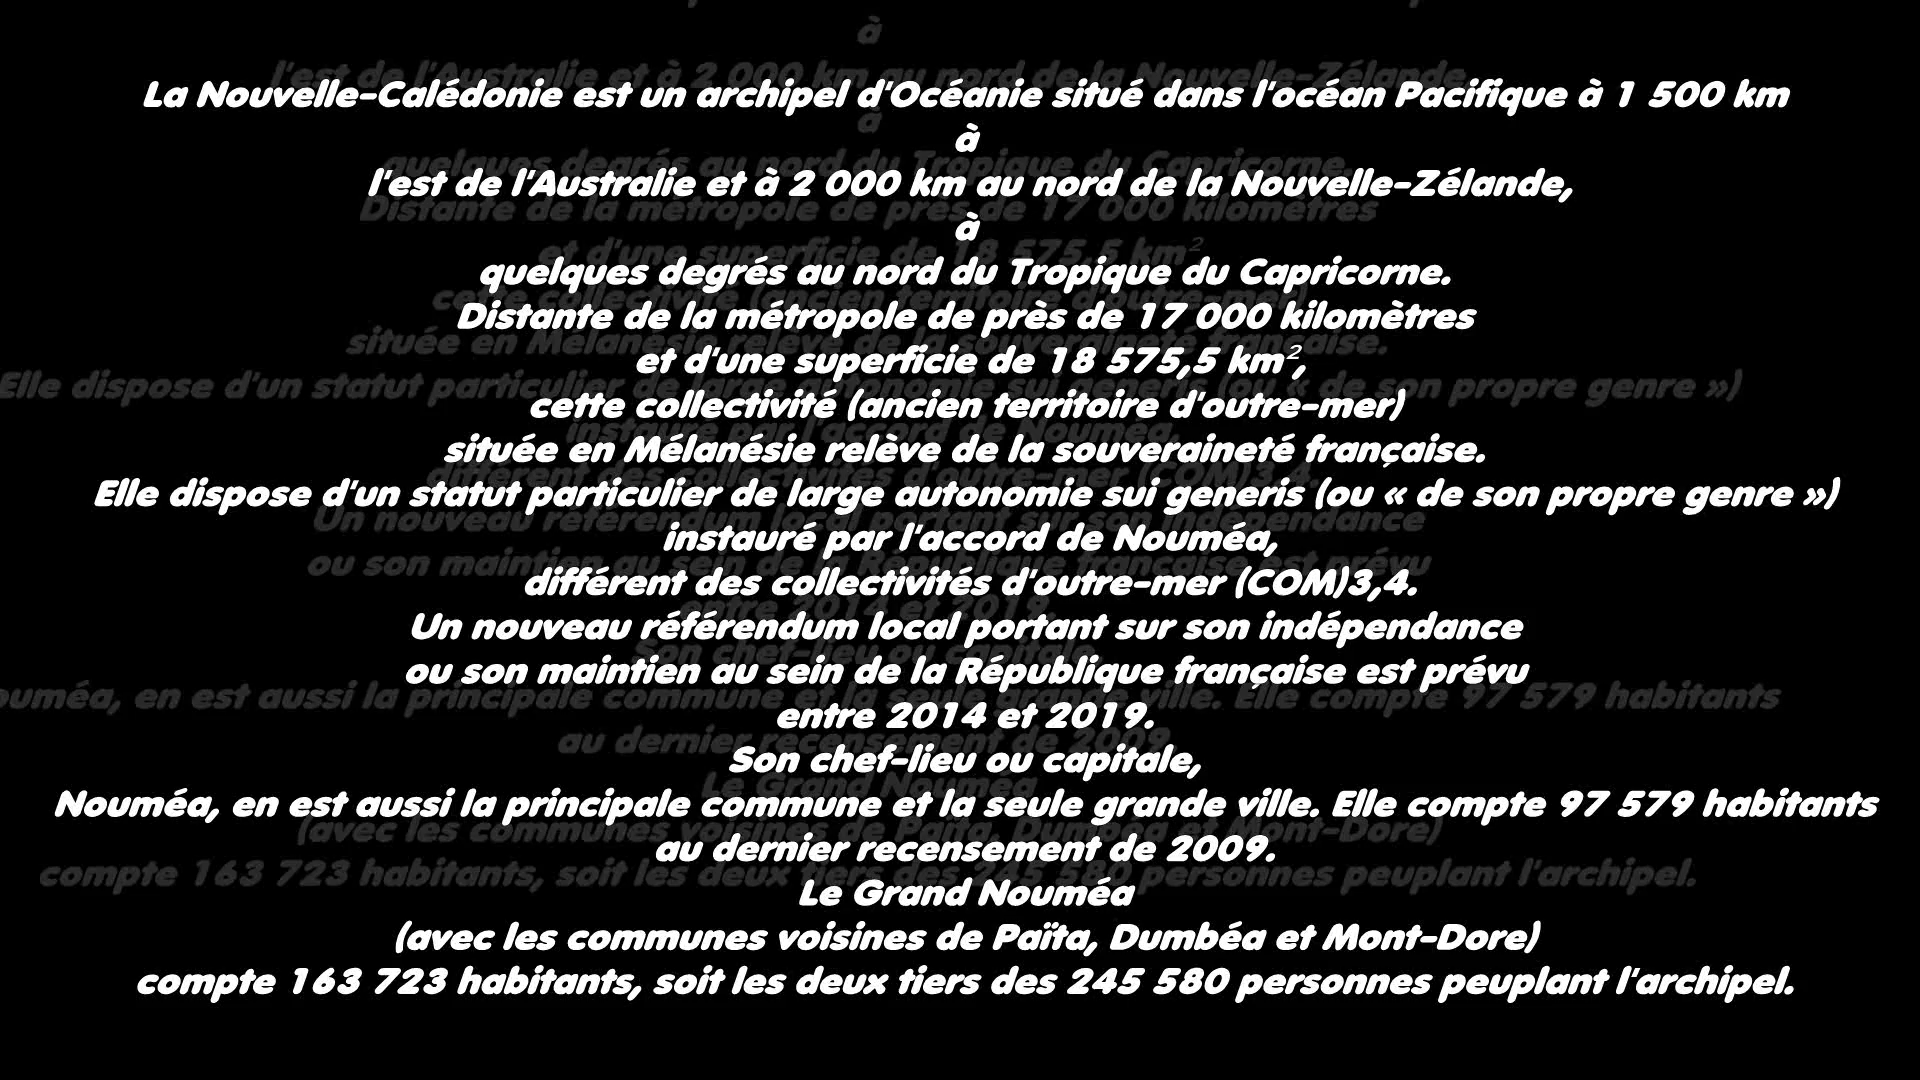 La Nouvelle-Calédonie est un archipel d'Océanie situé dans l'océan Pacifique à 1 500 km
à
l'est de l'Australie et à 2 000 km au nord de la Nouvelle-Zélande,
à
quelques degrés au nord du Tropique du Capricorne.
Distante de la métropole de près de 17 000 kilomètres
et d'une superficie de 18 575,5 km²,
cette collectivité (ancien territoire d'outre-mer)
située en Mélanésie relève de la souveraineté française.
Elle dispose d'un statut particulier de large autonomie sui generis (ou « de son propre genre »)
instauré par l'accord de Nouméa,
différent des collectivités d'outre-mer (COM)3,4.
Un nouveau référendum local portant sur son indépendance
ou son maintien au sein de la République française est prévu
entre 2014 et 2019.
Son chef-lieu ou capitale,
Nouméa, en est aussi la principale commune et la seule grande ville. Elle compte 97 579 habitants
au dernier recensement de 2009.
Le Grand Nouméa
(avec les communes voisines de Païta, Dumbéa et Mont-Dore)
compte 163 723 habitants, soit les deux tiers des 245 580 personnes peuplant l'archipel.